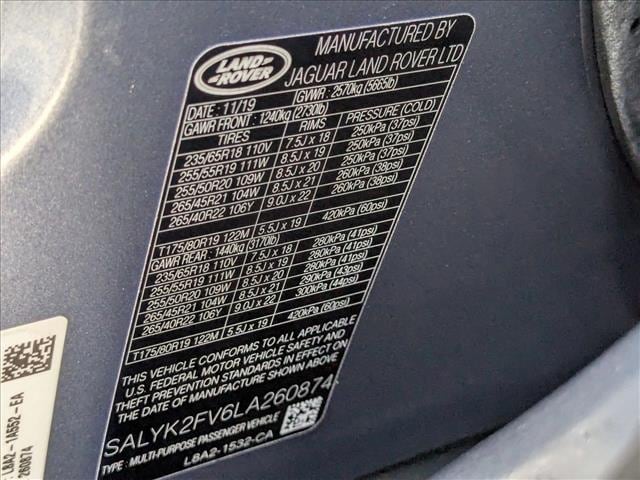 LAND
ROVER
MANUFACTURED BY
JAGUAR LAND ROVER LTD
DATE : 11/19 GVWR : 2570kg (5665lb)
GAWR FRONT : 1240kg (2730lb)
TIRES RIMS PRESSURE (COLD)
235/65R18 110V 7.5J x 18 250kPa (37psi)
255/55R19 111W 8.5J x 19 250kPa (37psi)
255/50R20 109W 8.5J x 20 250kPa (37psi)
265/45R21 104W 8.5J x 21 260kPa (38psi)
265/40R22 106Y 9.0J x 22 260kPa (38psi)
T175/80R19 122M 5.5J x 19 420kPa (60psi)
GAWR REAR : 1440kg (3170lb)
235/65R18 110V 7.5J x 18 280kPa (41psi)
255/55R19 111W 8.5J x 19 280kPa (41psi)
255/50R20 109W 8.5J x 20 280kPa (41psi)
265/45R21 104W 8.5J x 21 290kPa (43psi)
265/40R22 106Y 9.0J x 22 300kPa (44psi)
T175/80R19 122M 5.5J x 19 420kPa (60psi)
THIS VEHICLE CONFORMS TO ALL APPLICABLE
U.S. FEDERAL MOTOR VEHICLE SAFETY AND
THEFT PREVENTION STANDARDS IN EFFECT ON
THE DATE OF MANUFACTURE SHOWN ABOVE
SALYK2FV6LA260874
TYPE : MULTI-PURPOSE PASSENGER VEHICLE
L8A2-1532-CA
L8A2-1A552-EA
260874